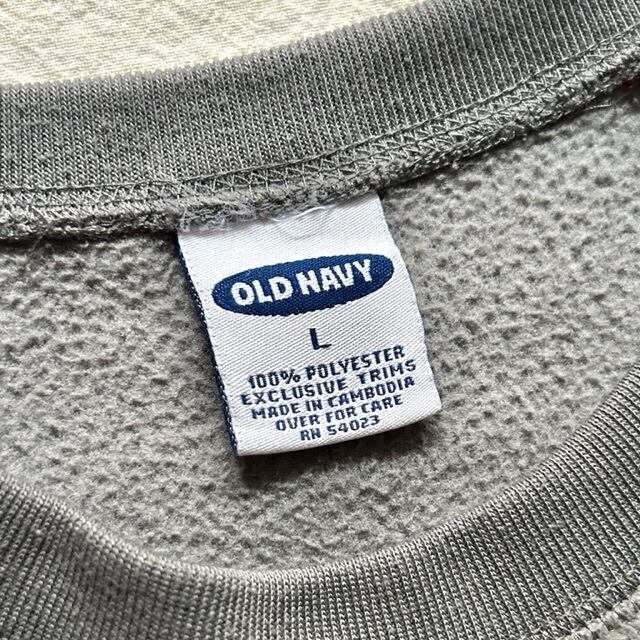 OLD NAVY
L
100% POLYESTER
EXCLUSIVE TRIMS
MADE IN CAMBODIA
OVER FOR CARE
RN 54023